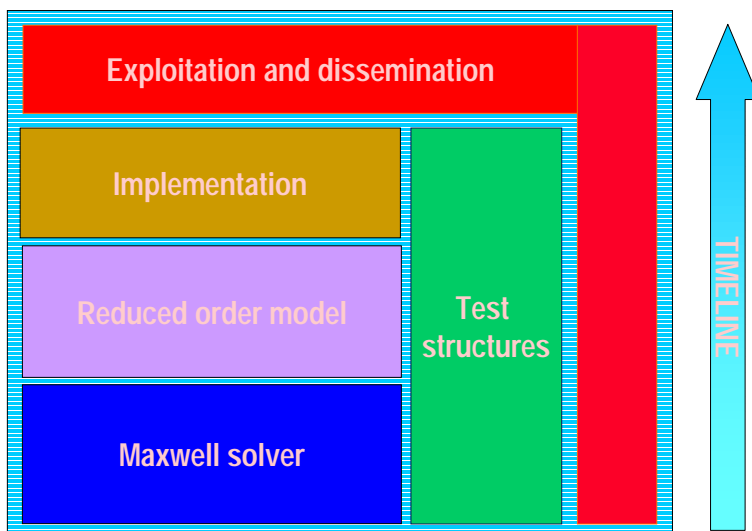 Exploitation and dissemination
Implementation
Reduced order model
Test
structures
Maxwell solver
TIMELINE